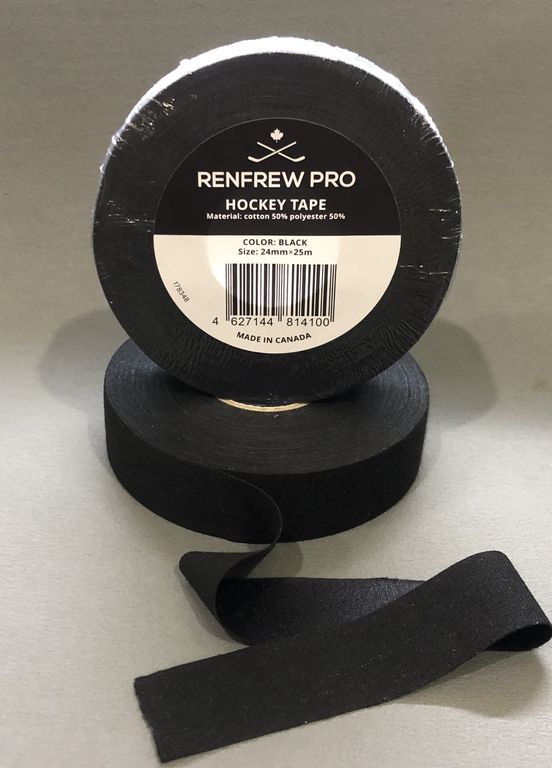 RENFREW PRO
HOCKEY TAPE
Material: cotton 50% polyester 50%
COLOR: BLACK
Size: 24mm×25m
178348
4 627144 814100
MADE IN CANADA